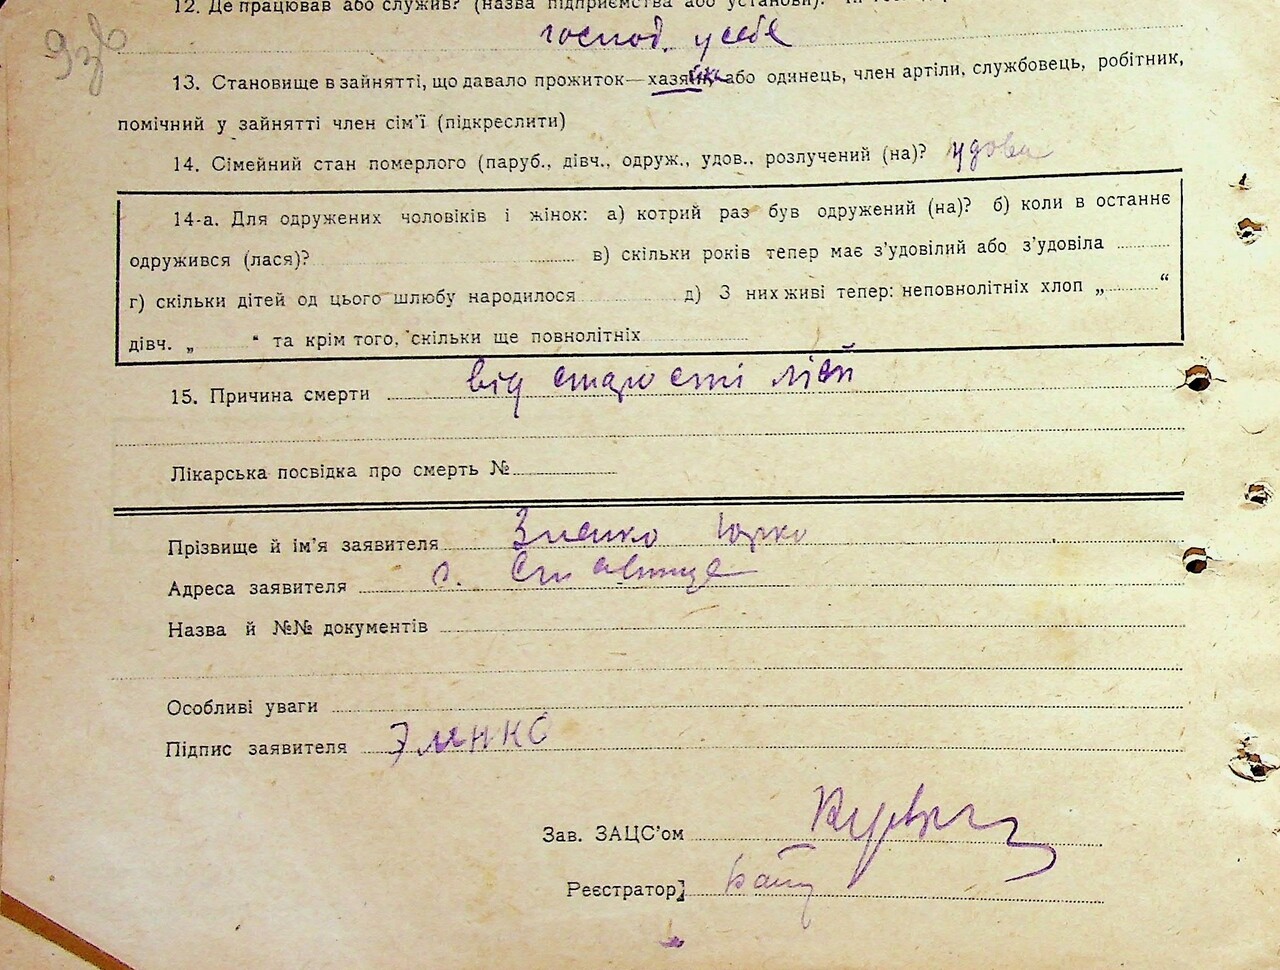 12. Де працював або служив? (назва підприємства або установи).
господ. у себе
13. Становище в зайнятті, що давало прожиток—хазяйка або одинець, член артіли, службовець, робітник,
помічний у зайнятті член сім'ї (підкреслити)
14. Сімейний стан померлого (паруб., дівч., одруж., удов., розлучений (на)? удова
14-а. Для одружених чоловіків і жінок: а) котрий раз був одружений (на)? б) коли в останнє
одружився (лася)? в) скільки років тепер має з'удовілий або з'удовіла
г) скільки дітей од цього шлюбу народилося д) З них живі тепер: неповнолітніх хлоп „ “
дівч. „ “ та крім того, скільки ще повнолітніх
15. Причина смерти від старості літ
Лікарська посвідка про смерть №
Прізвище й ім'я заявителя Юрко
Адреса заявителя с. Ставище
Назва й №№ документів
Особливі уваги
Підпис заявителя
Зав. ЗАЦС'ом
Реєстратор